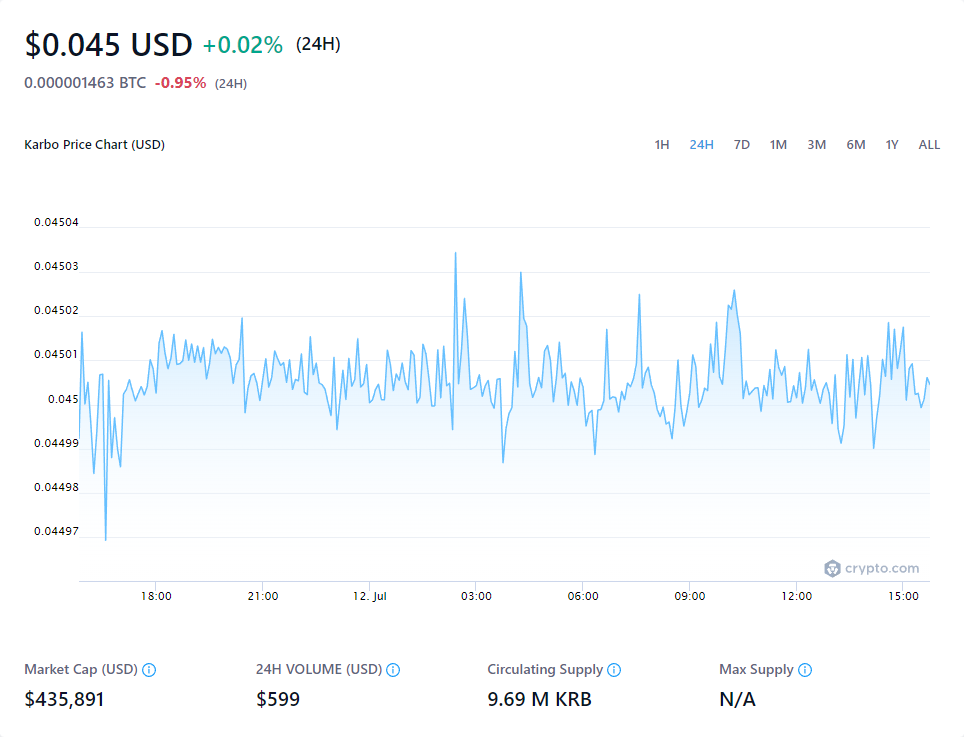 $0.045 USD +0.02% (24H)
0.000001463 BTC -0.95% (24H)
Karbo Price Chart (USD) 1H 24H 7D 1M 3M 6M 1Y ALL
0.04504
0.04503
0.04502
0.04501
0.045
0.04499
0.04498
0.04497
crypto.com
18:00 21:00 12. Jul 03:00 06:00 09:00 12:00 15:00
Market Cap (USD) 24H VOLUME (USD) Circulating Supply Max Supply
$435,891 $599 9.69 M KRB N/A